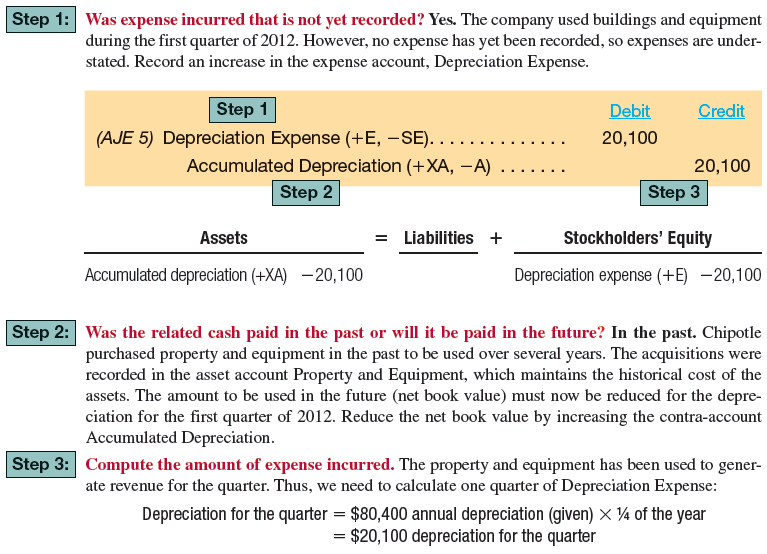 Step 1: Was expense incurred that is not yet recorded? Yes. The company used buildings and equipment
during the first quarter of 2012. However, no expense has yet been recorded, so expenses are under-
stated. Record an increase in the expense account, Depreciation Expense.
Step 1 Debit Credit
(AJE 5) Depreciation Expense (+E, −SE). . . . . . . . . . . . . . 20,100
Accumulated Depreciation (+XA, −A) . . . . . . . 20,100
Step 2 Step 3
Assets = Liabilities + Stockholders’ Equity
Accumulated depreciation (+XA) −20,100 Depreciation expense (+E) −20,100
Step 2: Was the related cash paid in the past or will it be paid in the future? In the past. Chipotle
purchased property and equipment in the past to be used over several years. The acquisitions were
recorded in the asset account Property and Equipment, which maintains the historical cost of the
assets. The amount to be used in the future (net book value) must now be reduced for the depre-
ciation for the first quarter of 2012. Reduce the net book value by increasing the contra-account
Accumulated Depreciation.
Step 3: Compute the amount of expense incurred. The property and equipment has been used to gener-
ate revenue for the quarter. Thus, we need to calculate one quarter of Depreciation Expense:
Depreciation for the quarter = $80,400 annual depreciation (given) × ¼ of the year
= $20,100 depreciation for the quarter